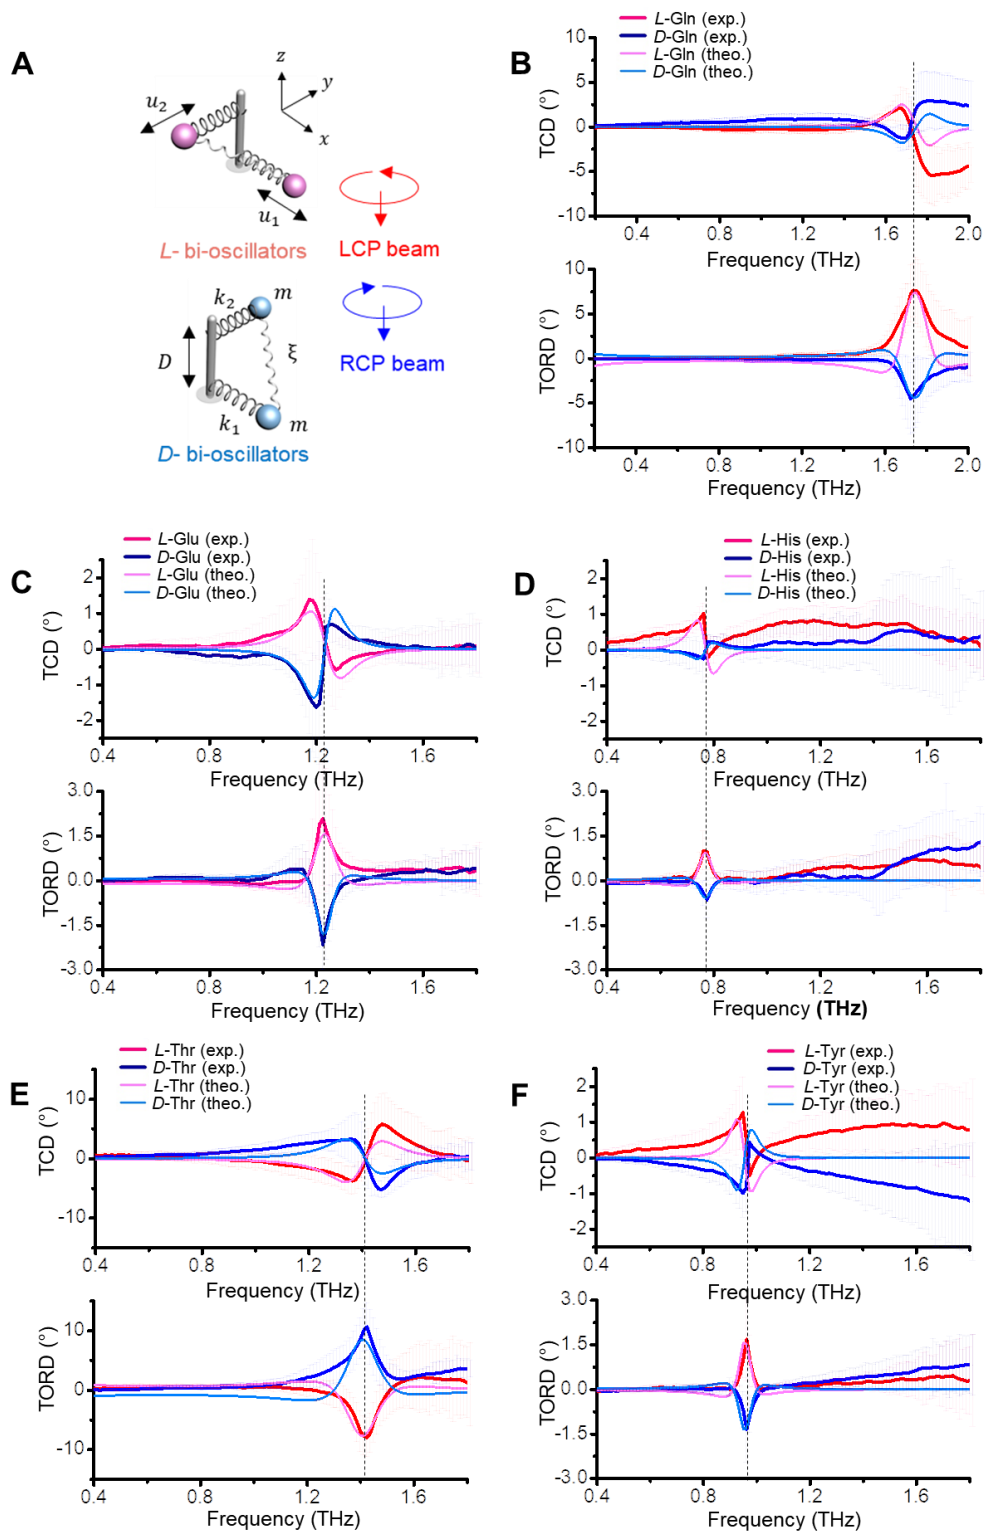 A
z
y
x
u₂
u₁
L- bi-oscillators
LCP beam
k₂
m
D
ξ
k₁
m
RCP beam
D- bi-oscillators
B
L-Gln (exp.)
D-Gln (exp.)
L-Gln (theo.)
D-Gln (theo.)
TCD (°)
10
5
0
-5
-10
0.4 0.8 1.2 1.6 2.0
Frequency (THz)
TORD (°)
10
5
0
-5
-10
0.4 0.8 1.2 1.6 2.0
Frequency (THz)
C
L-Glu (exp.)
D-Glu (exp.)
L-Glu (theo.)
D-Glu (theo.)
TCD (°)
2
1
0
-1
-2
0.4 0.8 1.2 1.6
Frequency (THz)
TORD (°)
3.0
1.5
0.0
-1.5
-3.0
0.4 0.8 1.2 1.6
Frequency (THz)
D
L-His (exp.)
D-His (exp.)
L-His (theo.)
D-His (theo.)
TCD (°)
2
1
0
-1
-2
0.4 0.8 1.2 1.6
Frequency (THz)
TORD (°)
3.0
1.5
0.0
-1.5
-3.0
0.4 0.8 1.2 1.6
Frequency (THz)
E
L-Thr (exp.)
D-Thr (exp.)
L-Thr (theo.)
D-Thr (theo.)
TCD (°)
10
0
-10
0.4 0.8 1.2 1.6
Frequency (THz)
TORD (°)
10
0
-10
0.4 0.8 1.2 1.6
Frequency (THz)
F
L-Tyr (exp.)
D-Tyr (exp.)
L-Tyr (theo.)
D-Tyr (theo.)
TCD (°)
2
1
0
-1
-2
0.4 0.8 1.2 1.6
Frequency (THz)
TORD (°)
3.0
1.5
0.0
-1.5
-3.0
0.4 0.8 1.2 1.6
Frequency (THz)